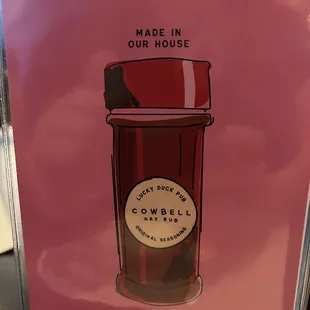 MADE IN
OUR HOUSE
LUCKY DUCK PUB
COWBELL
DRY RUB
ORIGINAL SEASONING